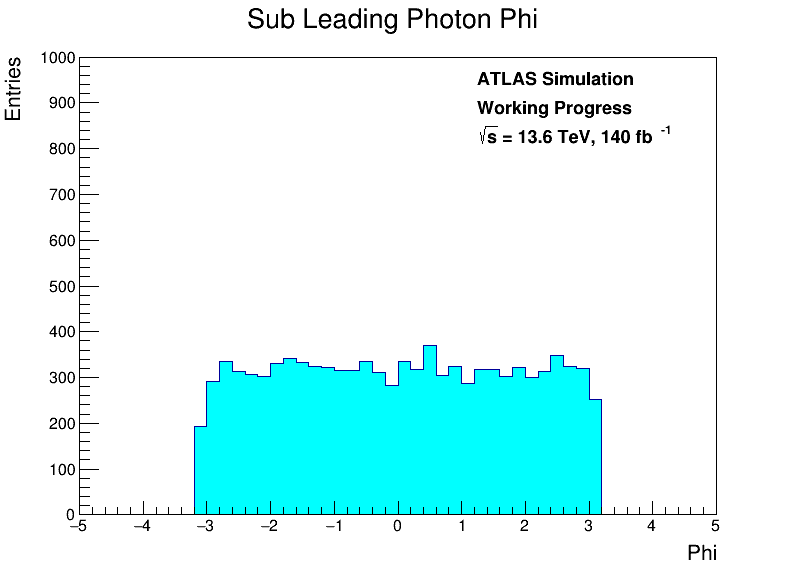 Sub Leading Photon Phi
Entries
1000
900
800
700
600
500
400
300
200
100
0
ATLAS Simulation
Working Progress
√s = 13.6 TeV, 140 fb -1
−5 −4 −3 −2 −1 0 1 2 3 4 5
Phi